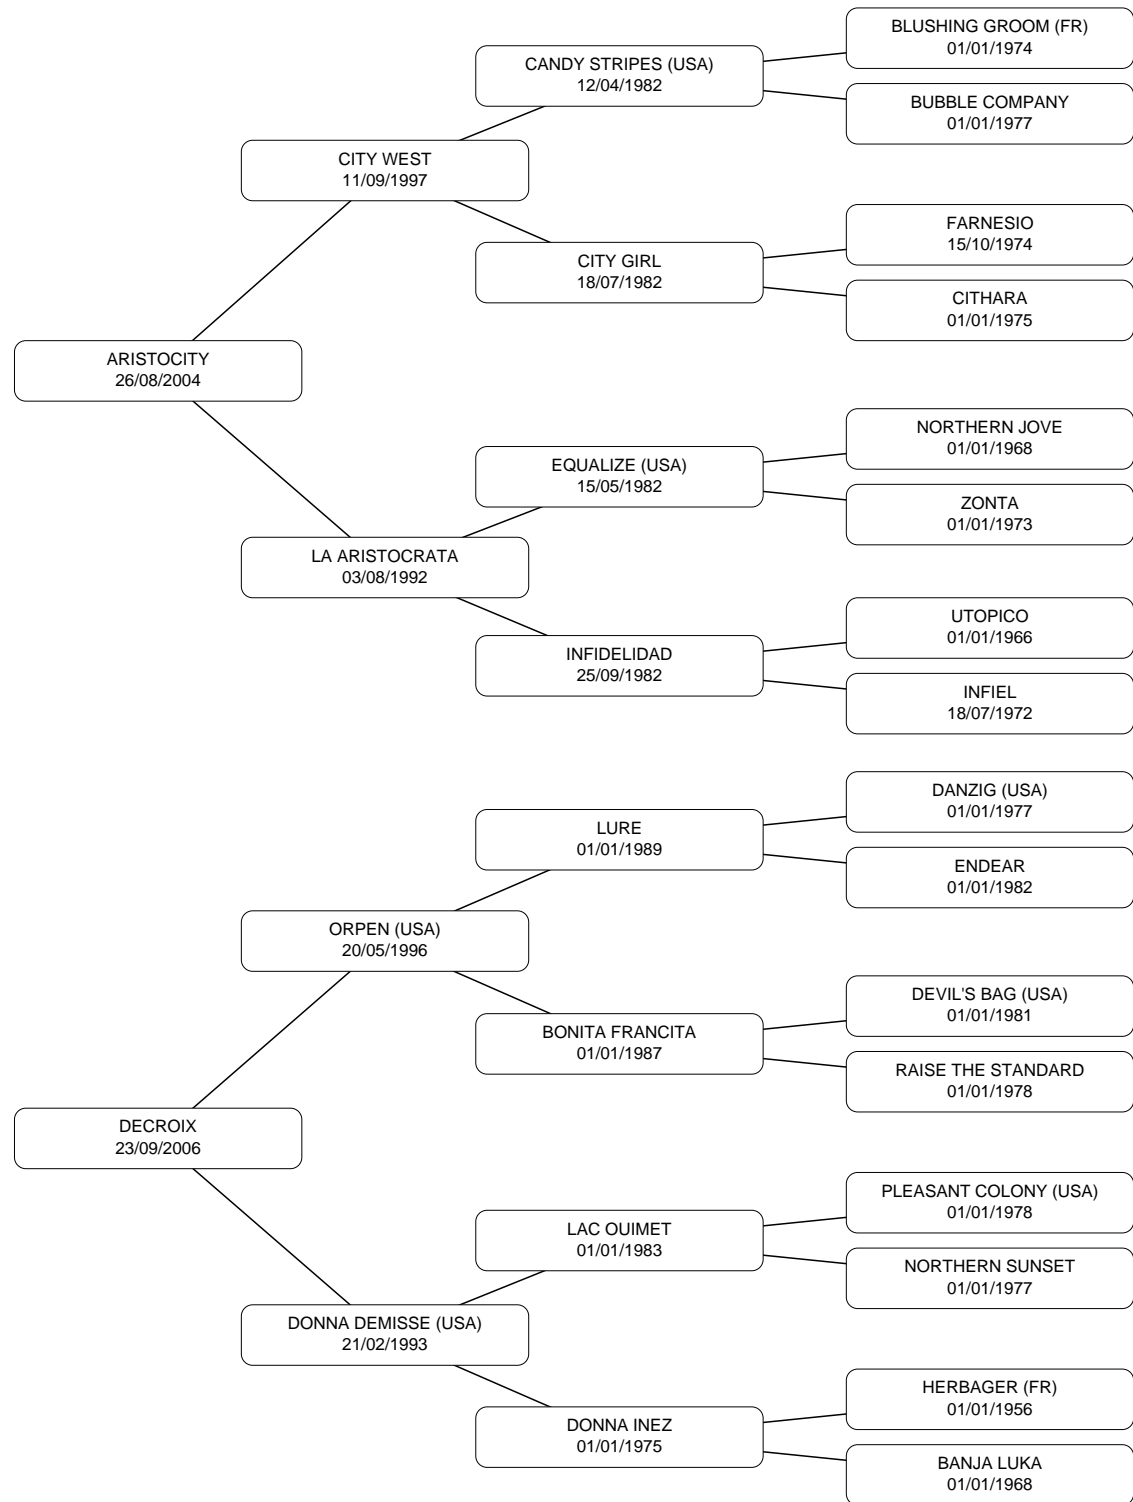 BLUSHING GROOM (FR)
01/01/1974
CANDY STRIPES (USA)
12/04/1982
BUBBLE COMPANY
01/01/1977
CITY WEST
11/09/1997
FARNESIO
15/10/1974
CITY GIRL
18/07/1982
CITHARA
01/01/1975
ARISTOCITY
26/08/2004
NORTHERN JOVE
01/01/1968
EQUALIZE (USA)
15/05/1982
ZONTA
01/01/1973
LA ARISTOCRATA
03/08/1992
UTOPICO
01/01/1966
INFIDELIDAD
25/09/1982
INFIEL
18/07/1972
DANZIG (USA)
01/01/1977
LURE
01/01/1989
ENDEAR
01/01/1982
ORPEN (USA)
20/05/1996
DEVIL'S BAG (USA)
01/01/1981
BONITA FRANCITA
01/01/1987
RAISE THE STANDARD
01/01/1978
DECROIX
23/09/2006
PLEASANT COLONY (USA)
01/01/1978
LAC OUIMET
01/01/1983
NORTHERN SUNSET
01/01/1977
DONNA DEMISSE (USA)
21/02/1993
HERBAGER (FR)
01/01/1956
DONNA INEZ
01/01/1975
BANJA LUKA
01/01/1968